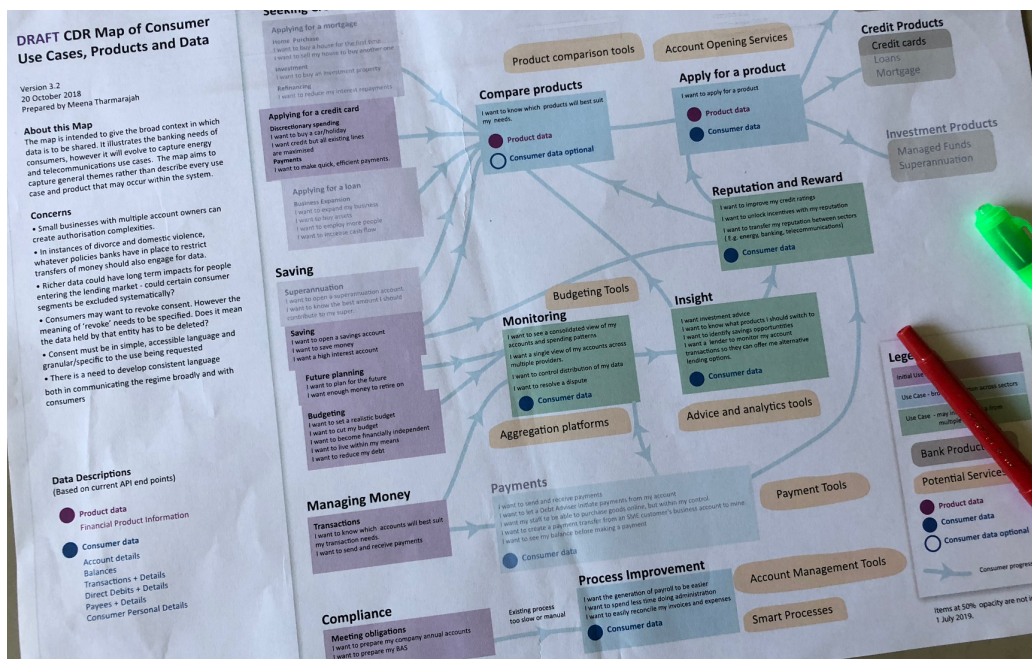 DRAFT CDR Map of Consumer
Use Cases, Products and Data
Version 3.2
20 October 2018
Prepared by Meena Tharmarajah
About this Map
The map is intended to give the broad context in which
data is to be shared. It illustrates the banking needs of
consumers, however it will evolve to capture energy
and telecommunications use cases. The map aims to
capture general themes rather than describe every use
case and product that may occur within the system.
Concerns
• Small businesses with multiple account owners can
create authorisation complexities.
• In instances of divorce and domestic violence,
whatever policies banks have in place to restrict
transfers of money should also engage for data.
• Richer data could have long term impacts for people
entering the lending market - could certain consumer
segments be excluded systematically?
• Consumers may want to revoke consent. However the
meaning of 'revoke' needs to be specified. Does it mean
the data held by that entity has to be deleted?
• Consent must be in simple, accessible language and
granular/specific to the use being requested
• There is a need to develop consistent language
both in communicating the regime broadly and with
consumers
Data Descriptions
(Based on current API end points)
Product data
Financial Product Information
Consumer data
Account details
Balances
Transactions + Details
Direct Debits + Details
Payees + Details
Consumer Personal Details
Seeking
Applying for a mortgage
Home Purchase
I want to buy a house for the first time
I want to sell my house to buy another one
Investment
I want to buy an investment property
Refinancing
I want to reduce my interest repayments
Applying for a credit card
Discrectionary spending
I want to buy a car/holiday
I want credit but all existing lines
are maximised
Payments
I want to make quick, efficient payments
Applying for a loan
Business Expansion
I want to expand my business
I want to buy assets
I want to employ more people
I want to increase cash flow
Saving
Superannuation
I want to open a superannuation account
I want to know the best amount I should
contribute to my super
Saving
I want to open a savings account
I want to save money
I want a high interest account
Future planning
I want to plan for the future
I want enough money to retire on
Budgeting
I want to set a realistic budget
I want to cut my budget
I want to become financially independent
I want to live within my means
I want to reduce my debt
Managing Money
Transactions
I want to know which accounts will best suit
my transaction needs.
I want to send and receive payments
Compliance
Meeting obligations
I want to prepare my company annual accounts
I want to prepare my BAS
Existing process
too slow or manual
Product comparison tools
Account Opening Services
Compare products
I want to know which products will best suit
my needs.
Product data
Consumer data optional
Apply for a product
I want to apply for a product
Product data
Consumer data
Credit Products
Credit cards
Loans
Mortgage
Investment Products
Managed Funds
Superannuation
Reputation and Reward
I want to improve my credit ratings
I want to unlock incentives with my reputation
I want to transfer my reputation between sectors
(E.g. energy, banking, telecommunications)
Consumer data
Budgeting Tools
Monitoring
I want to see a consolidated view of my
accounts and spending patterns
I want a single view of my accounts across
multiple providers.
I want to control distribution of my data
I want to resolve a dispute
Consumer data
Aggregation platforms
Insight
I want investment advice
I want to know what products I should switch to
I want to identify savings opportunities
I want a lender to monitor my account
transactions so they can offer me alternative
lending options.
Consumer data
Advice and analytics tools
Payments
I want to send and receive payments
I want to let a Debt Adviser initiate payments from my account
I want my staff to be able to purchase goods online, but within my control
I want to create a payment transfer from an SME customer's business account to mine
I want to see my balance before making a payment
Consumer data
Payment Tools
Process Improvement
I want the generation of payroll to be easier
I want to spend less time doing administration
I want to easily reconcile my invoices and expenses
Consumer data
Account Management Tools
Smart Processes
Initial Use
Use Case - across sectors
Use Case - may from
multiple
Bank Product
Potential Services
Product data
Consumer data
Consumer data optional
Consumer progress
Items at 50% opacity are not in
1 July 2019.